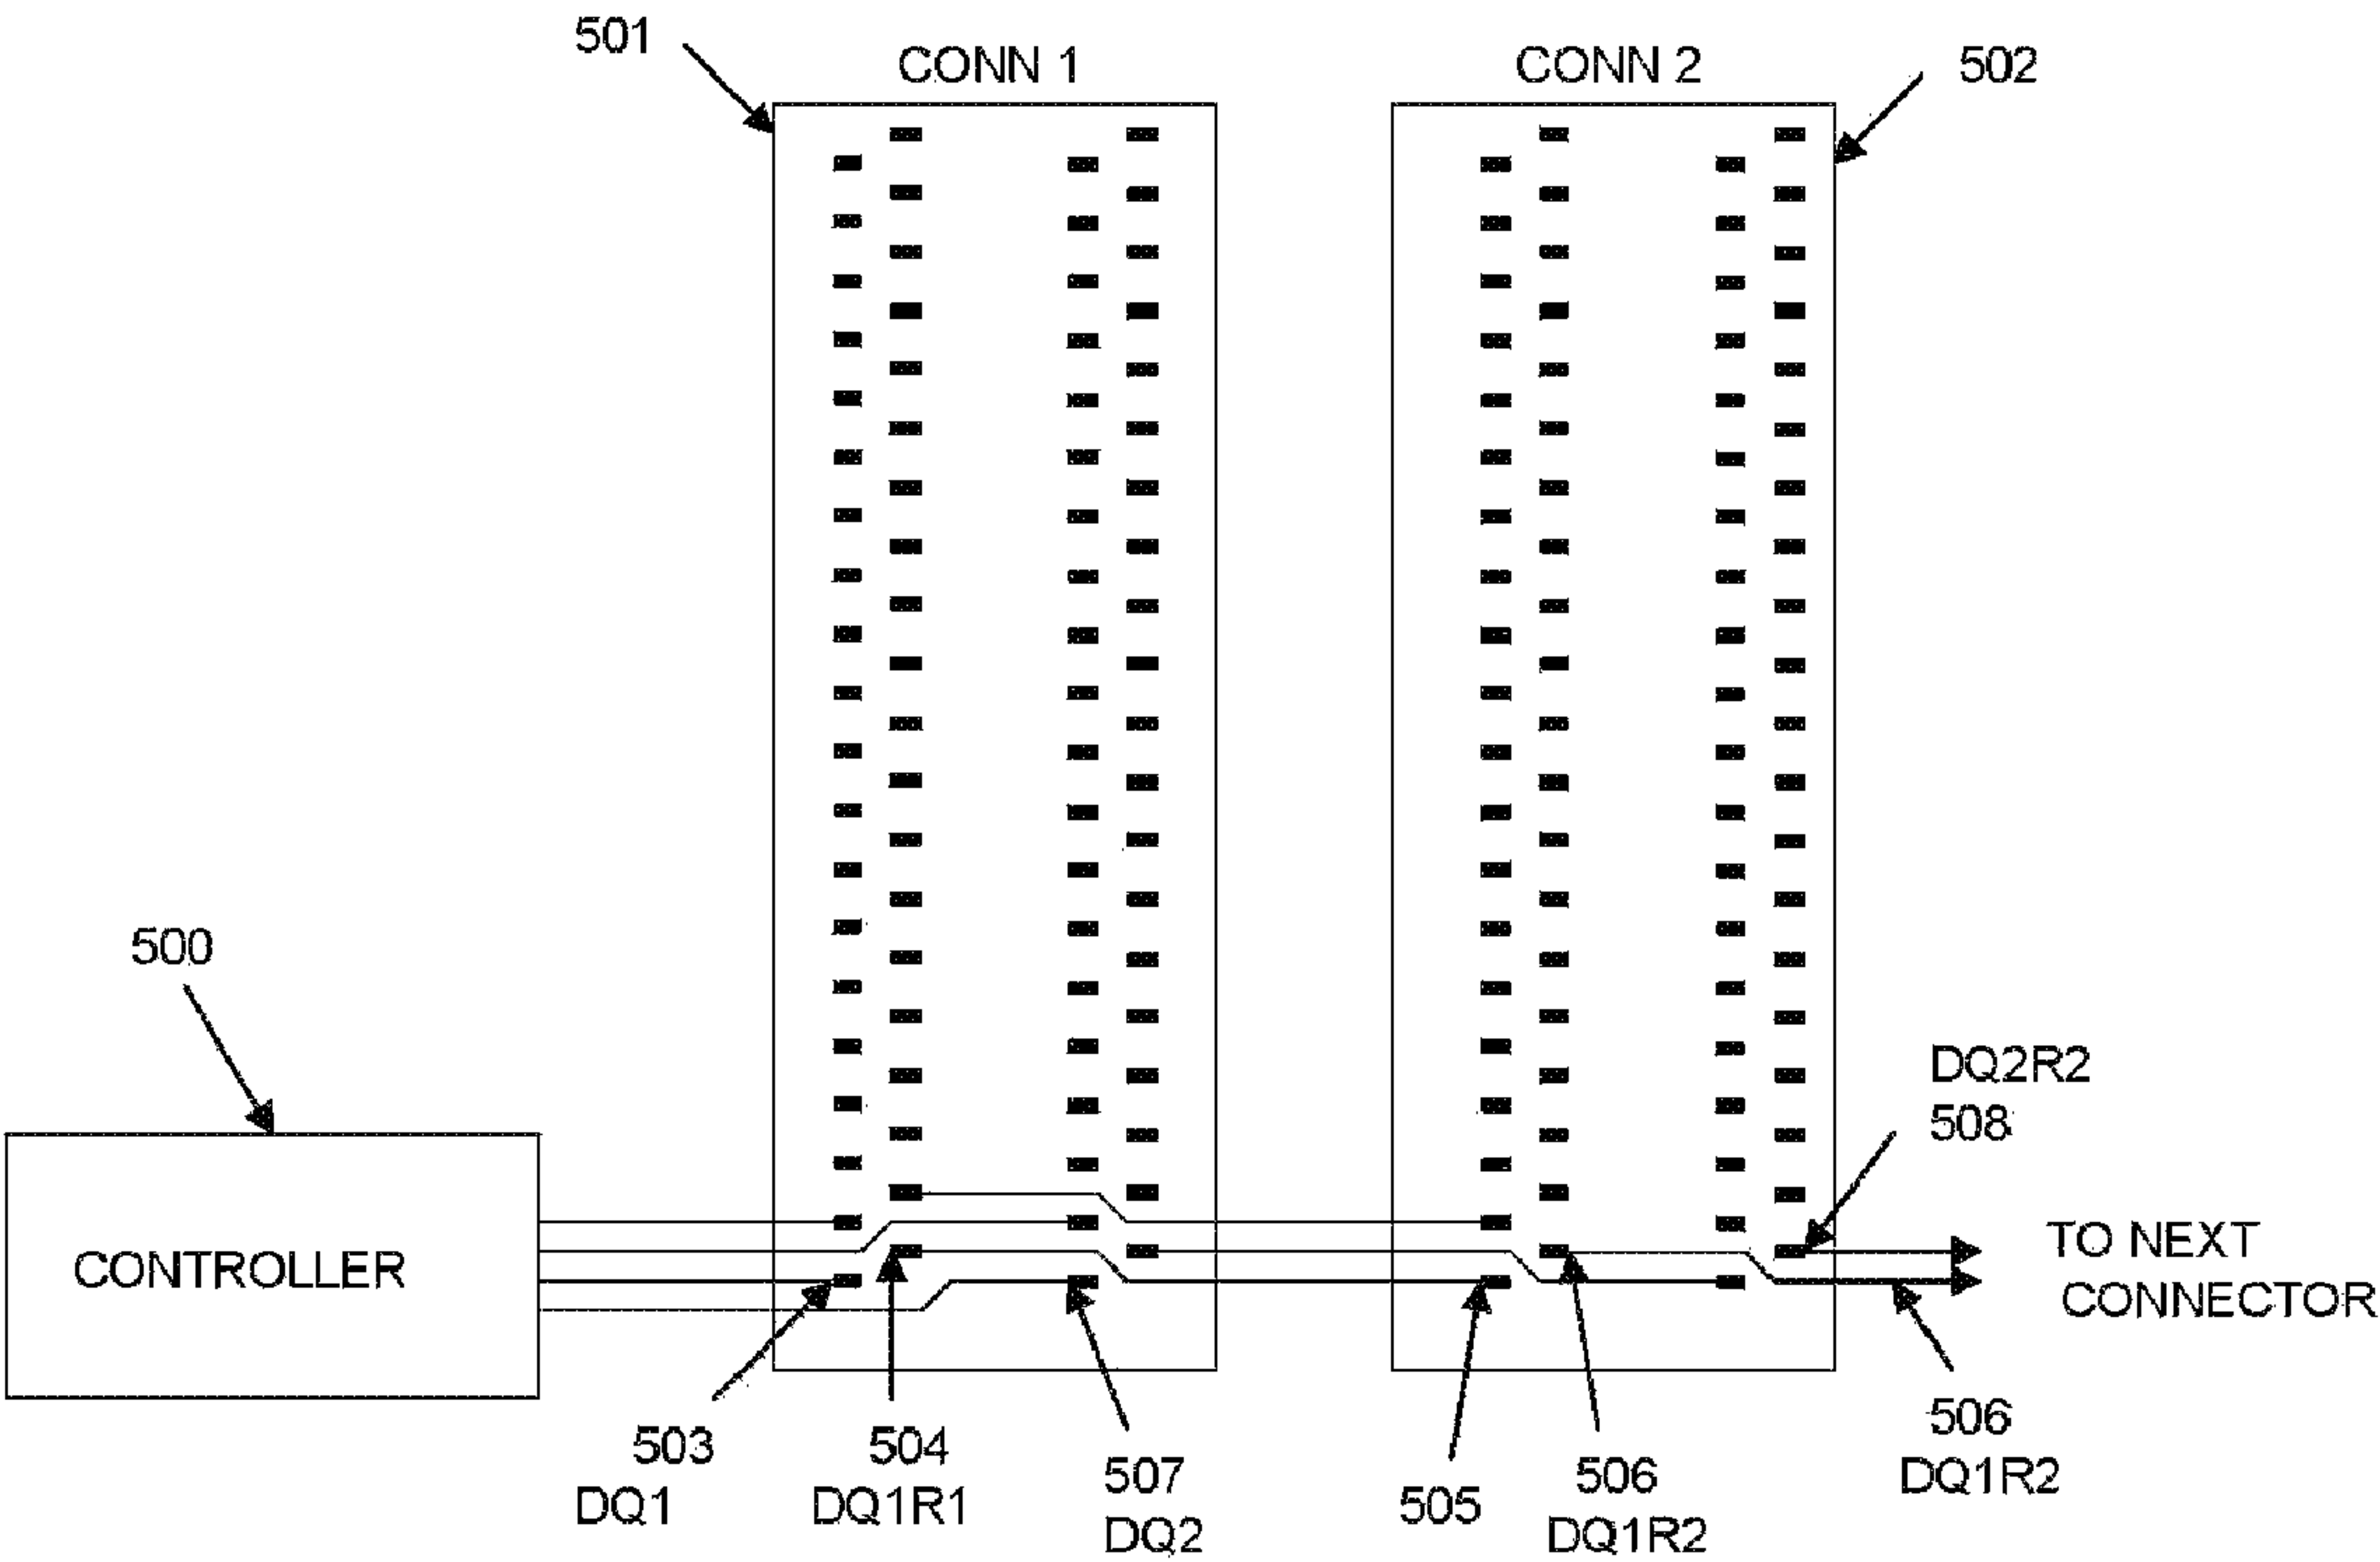 501
CONN 1
CONN 2
502
500
CONTROLLER
DQ2R2
508
TO NEXT
CONNECTOR
503
DQ1
504
DQ1R1
507
DQ2
505
506
DQ1R2
506
DQ1R2